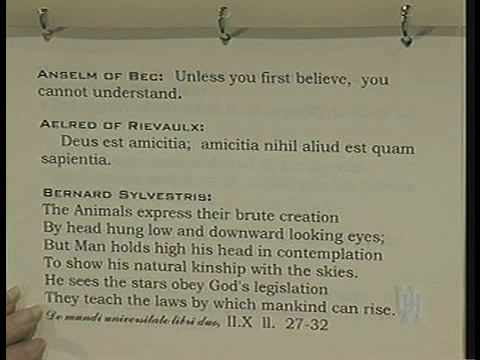 ANSELM OF BEC: Unless you first believe, you
cannot understand.
AELRED OF RIEVAULX:
Deus est amicitia; amicitia nihil aliud est quam
sapientia.
BERNARD SYLVESTRIS:
The Animals express their brute creation
By head hung low and downward looking eyes;
But Man holds high his head in contemplation
To show his natural kinship with the skies.
He sees the stars obey God's legislation
They teach the laws by which mankind can rise.
De mundi universitate libri duo, II.X ll. 27-32